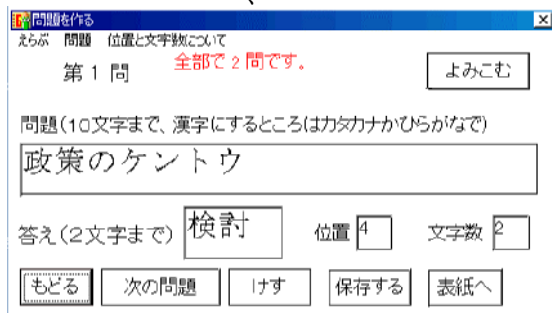 問題を作る
えらぶ 問題 位置と文字数について
第1問 全部で2問です。 よみこむ
問題(10文字まで、漢字にするところはカタカナかひらがなで)
政策のケントウ
答え(2文字まで) 検討 位置 4 文字数 2
もどる 次の問題 けす 保存する 表紙へ